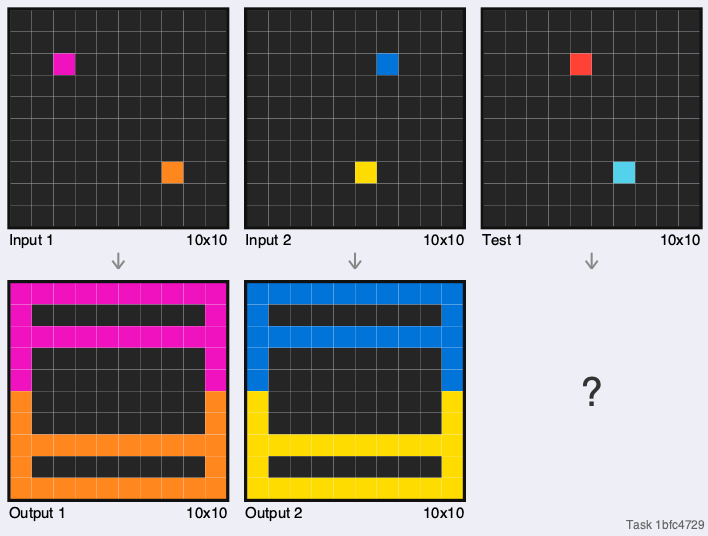 Input 1 10x10
Input 2 10x10
Test 1 10x10
?
Output 1 10x10
Output 2 10x10
Task 1bfc4729